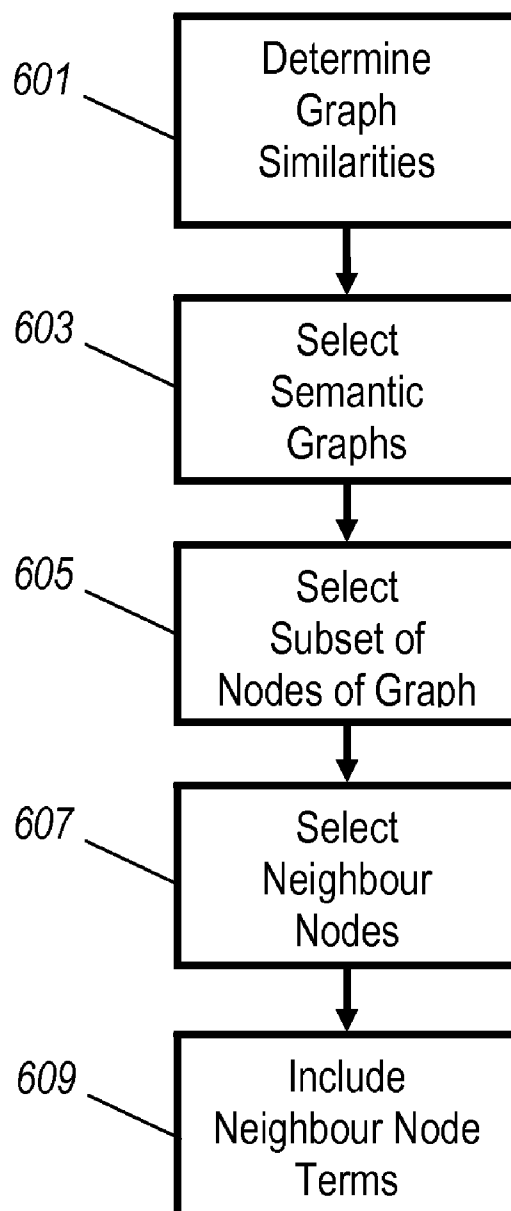 601
Determine
Graph
Similarities
603
Select
Semantic
Graphs
605
Select
Subset of
Nodes of Graph
607
Select
Neighbour
Nodes
609
Include
Neighbour Node
Terms